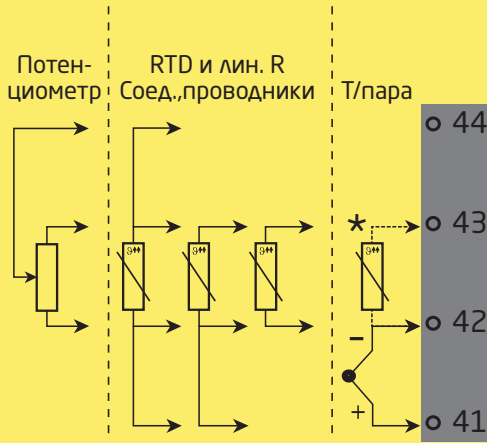 Потен-
циометр
RTD и лин. R
Соед.,проводники
Т/пара
44
43
42
41
*
−
+
ϑ
ϑ
ϑ
ϑ